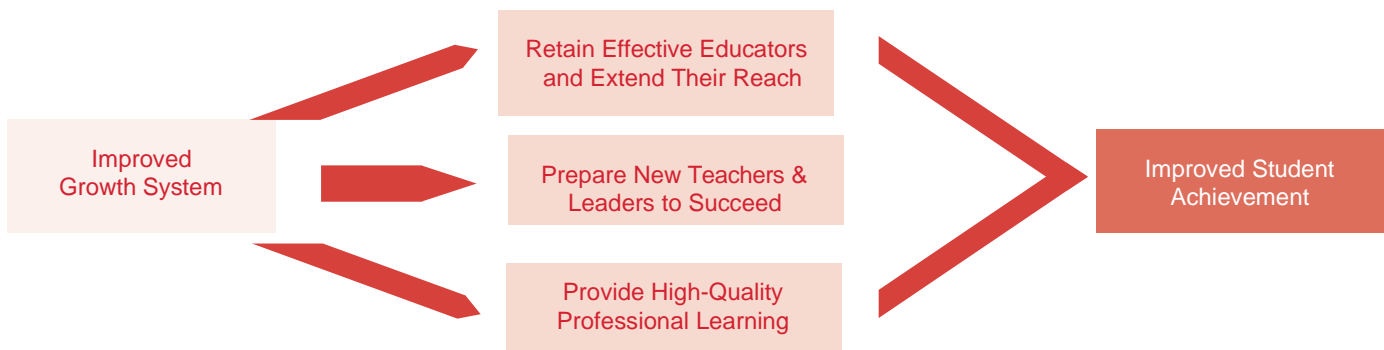 Improved
Growth System
Retain Effective Educators
and Extend Their Reach
Prepare New Teachers &
Leaders to Succeed
Provide High-Quality
Professional Learning
Improved Student
Achievement